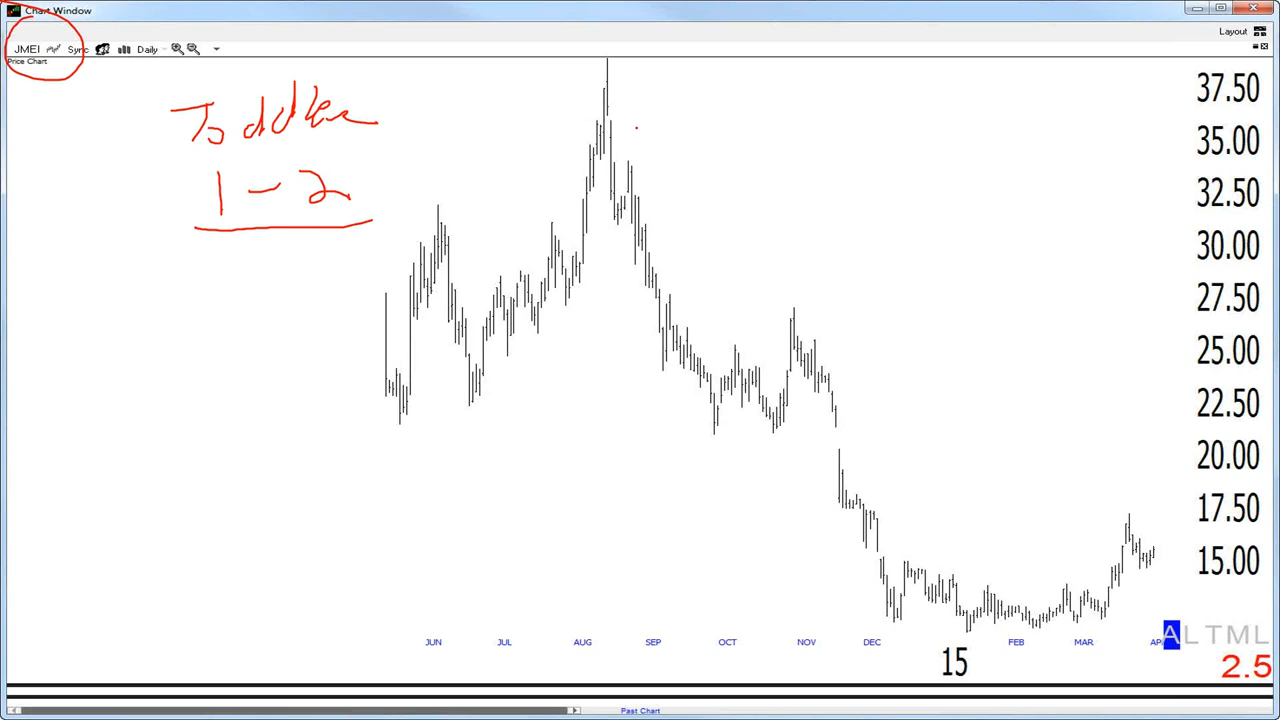 Chart Window
Layout
JMEI Sync Daily
Price Chart
Toddler
1-2
37.50
35.00
32.50
30.00
27.50
25.00
22.50
20.00
17.50
15.00
JUN JUL AUG SEP OCT NOV DEC 15 FEB MAR
ALTML
2.5
Past Chart